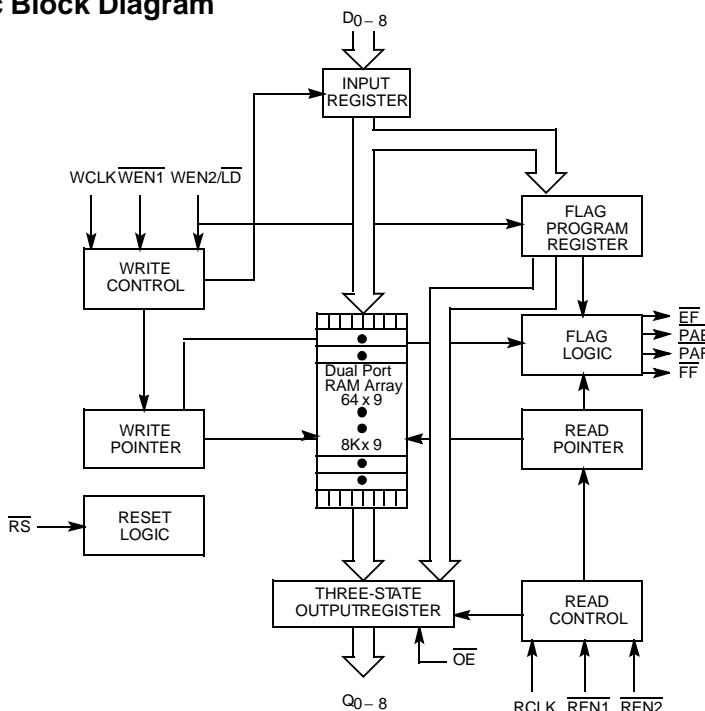 c Block Diagram
D0 – 8
INPUT
REGISTER
WCLK WEN1 WEN2/LD
FLAG
PROGRAM
REGISTER
WRITE
CONTROL
EF
PAE
PAF
FF
FLAG
LOGIC
Dual Port
RAM Array
64 x 9
8K x 9
WRITE
POINTER
READ
POINTER
RS
RESET
LOGIC
THREE-STATE
OUTPUT REGISTER
READ
CONTROL
OE
Q0 – 8
RCLK REN1 REN2